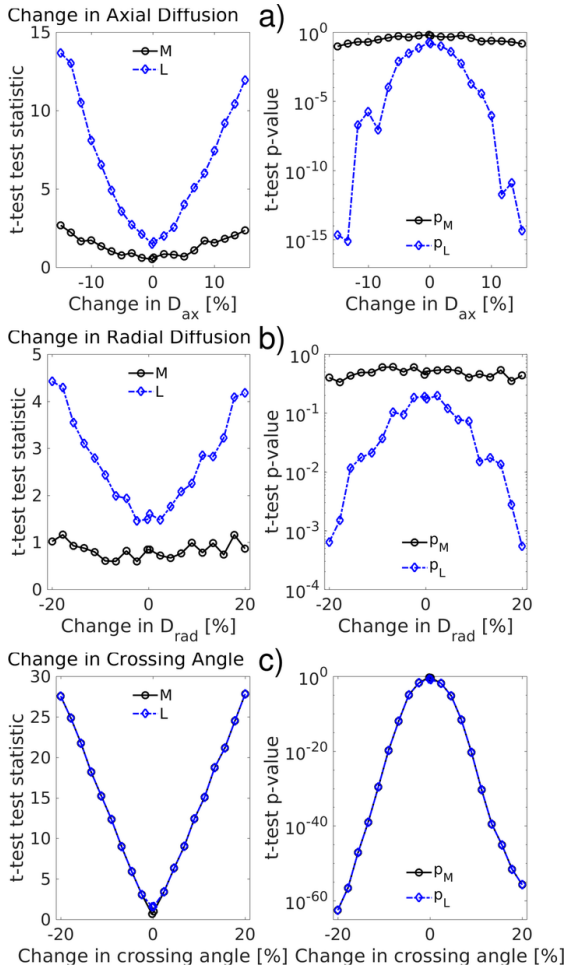 Change in Axial Diffusion a)
t-test test statistic
15
10
5
0
M
L
-10 0 10
Change in D_ax [%]
t-test p-value
10^0
10^-5
10^-10
10^-15
p_M
p_L
-10 0 10
Change in D_ax [%]
Change in Radial Diffusion b)
t-test test statistic
5
4
3
2
1
0
M
L
-20 0 20
Change in D_rad [%]
t-test p-value
10^0
10^-1
10^-2
10^-3
10^-4
p_M
p_L
-20 0 20
Change in D_rad [%]
Change in Crossing Angle c)
t-test test statistic
30
25
20
15
10
5
0
M
L
-20 0 20
Change in crossing angle [%]
t-test p-value
10^0
10^-20
10^-40
10^-60
p_M
p_L
-20 0 20
Change in crossing angle [%]